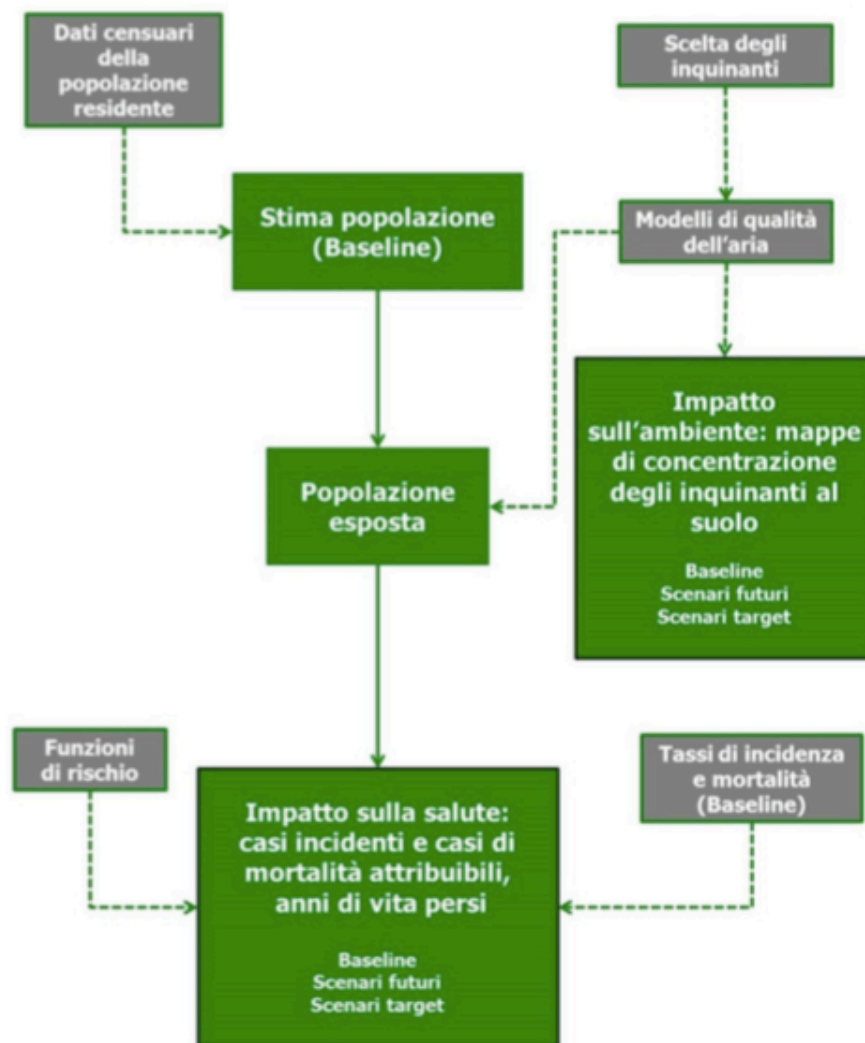 Dati censuari
della
popolazione
residente
Scelta degli
inquinanti
Stima popolazione
(Baseline)
Modelli di qualità
dell'aria
Impatto
sull'ambiente: mappe
di concentrazione
degli inquinanti al
suolo
Baseline
Scenari futuri
Scenari target
Popolazione
esposta
Funzioni
di rischio
Tassi di incidenza
e mortalità
(Baseline)
Impatto sulla salute:
casi incidenti e casi di
mortalità attribuibili,
anni di vita persi
Baseline
Scenari futuri
Scenari target